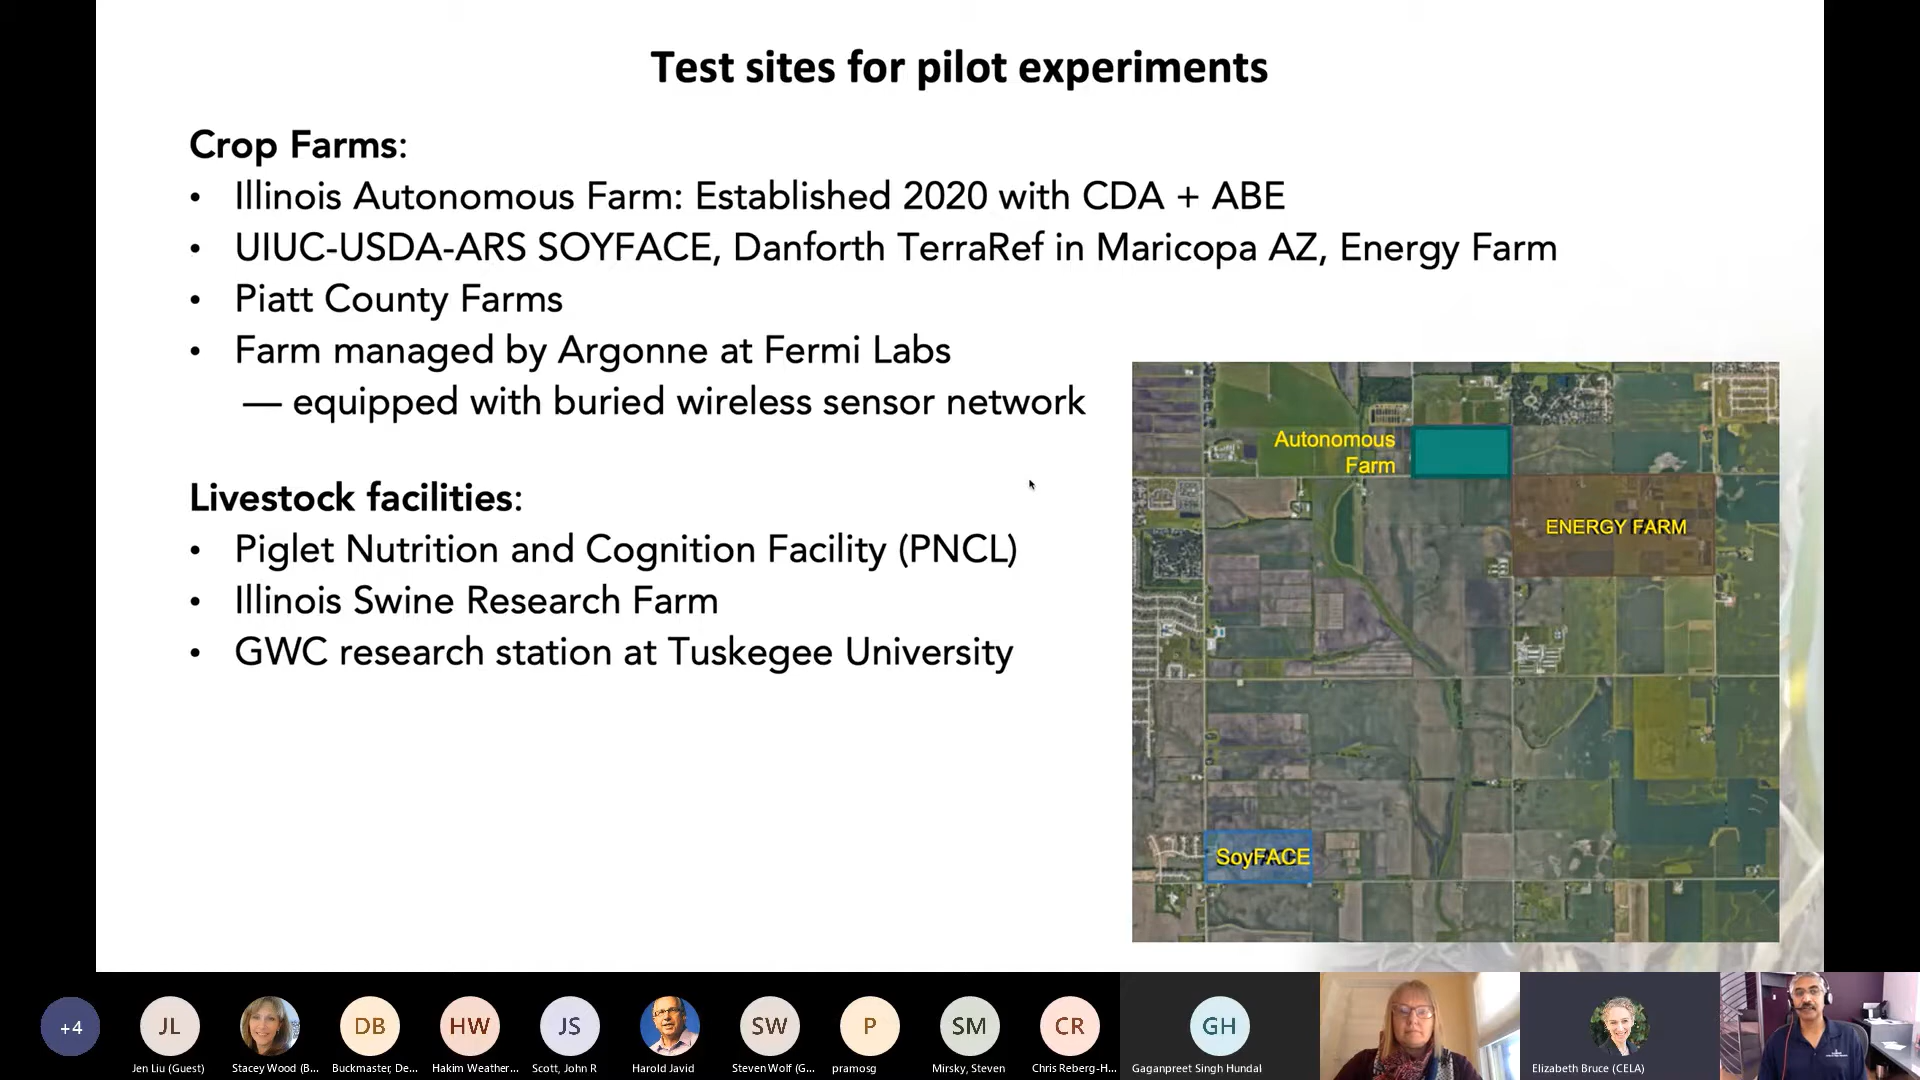 Test sites for pilot experiments
Crop Farms:
• Illinois Autonomous Farm: Established 2020 with CDA + ABE
• UIUC-USDA-ARS SOYFACE, Danforth TerraRef in Maricopa AZ, Energy Farm
• Piatt County Farms
• Farm managed by Argonne at Fermi Labs
— equipped with buried wireless sensor network
Livestock facilities:
• Piglet Nutrition and Cognition Facility (PNCL)
• Illinois Swine Research Farm
• GWC research station at Tuskegee University
Autonomous
Farm
ENERGY FARM
SoyFACE
+4
JL
DB
HW
JS
SW
P
SM
CR
GH
Jen Liu (Guest)
Stacey Wood (B...
Buckmaster, De...
Hakim Weather...
Scott, John R
Harold Javid
Steven Wolf (G...
pramosg
Mirsky, Steven
Chris Reberg-H...
Gaganpreet Singh Hundal
Elizabeth Bruce (CELA)